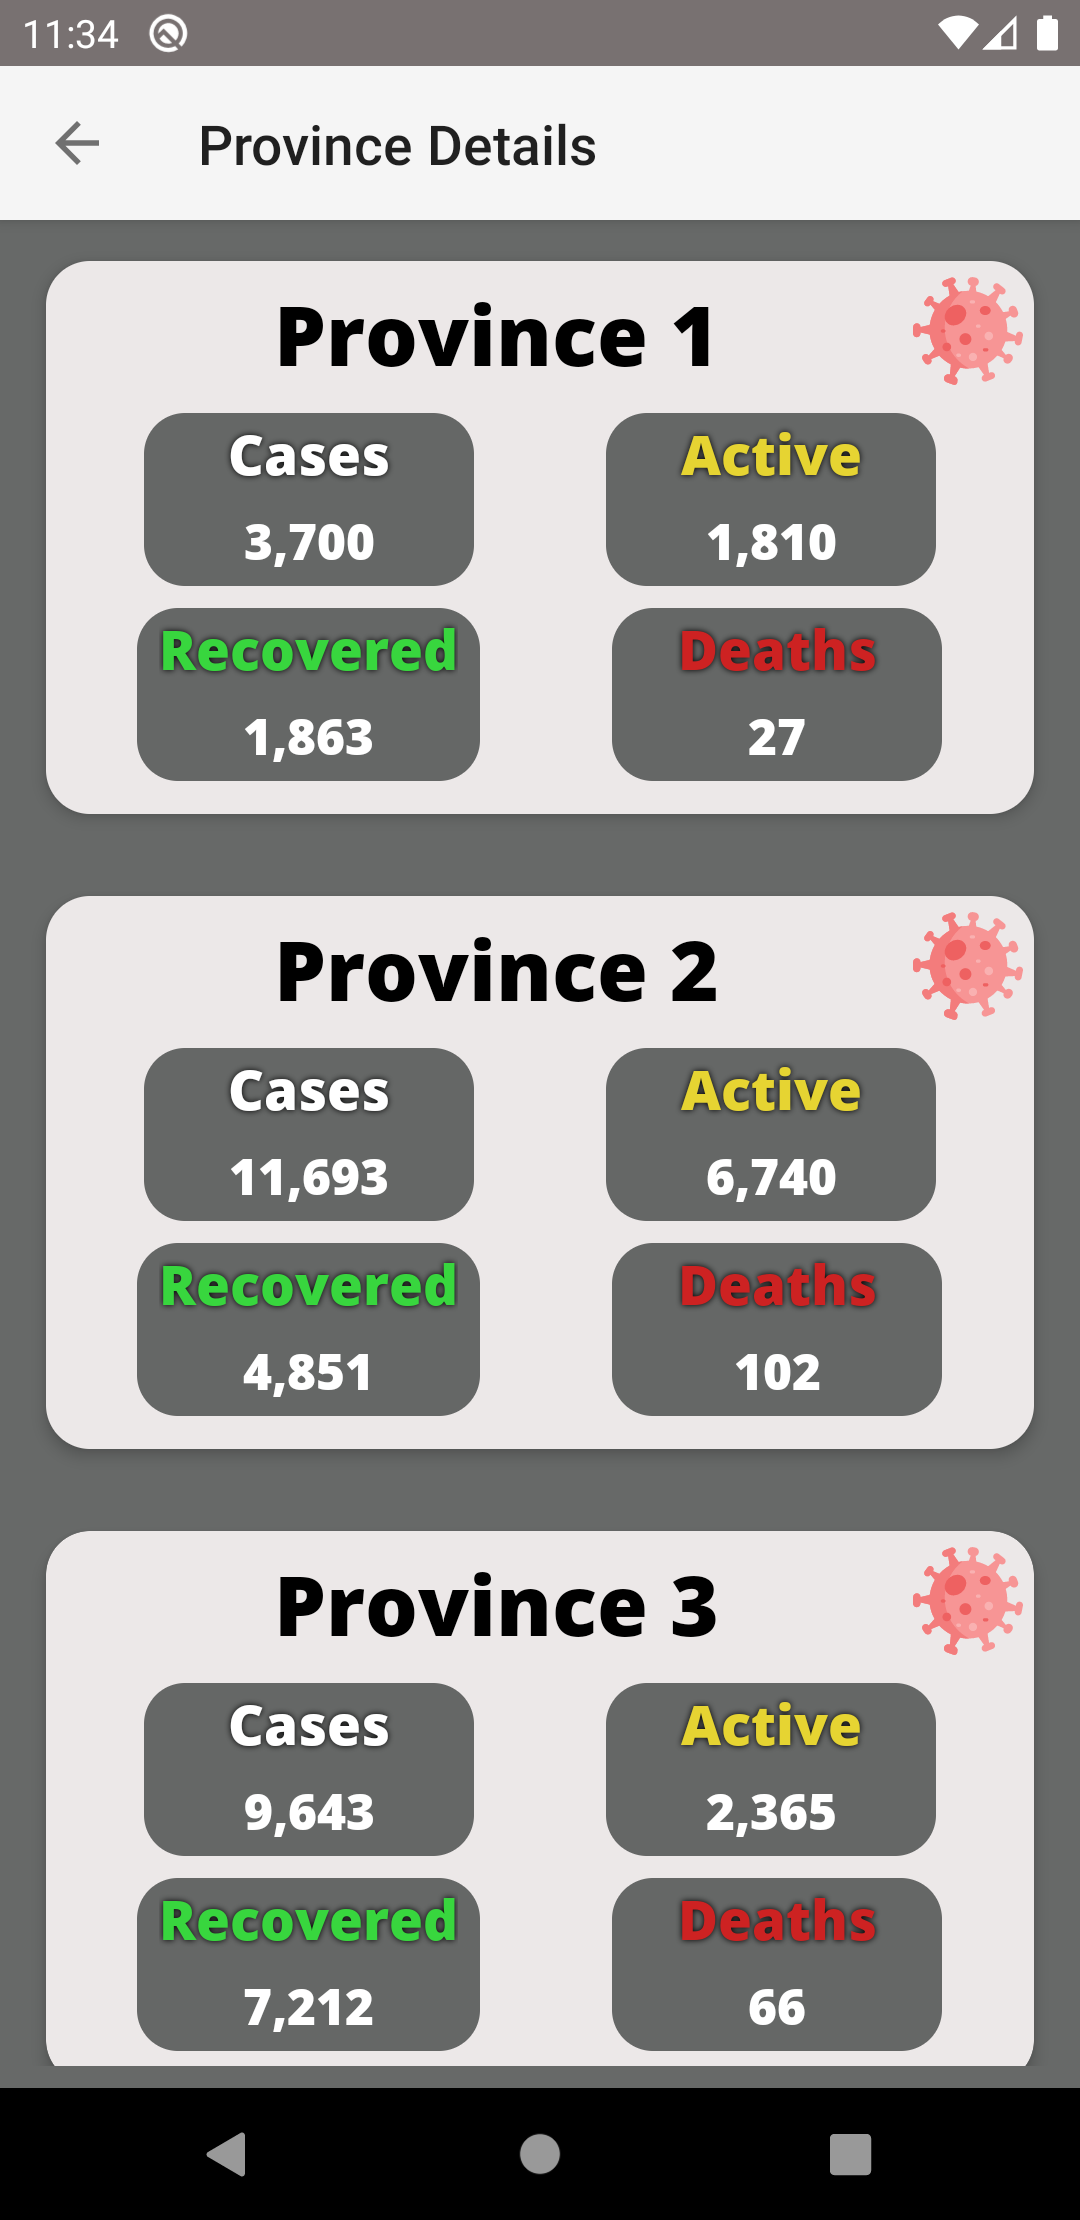 11:34
Province Details
Province 1
Cases
Active
3,700
1,810
Recovered
Deaths
1,863
27
Province 2
Cases
Active
11,693
6,740
Recovered
Deaths
4,851
102
Province 3
Cases
Active
9,643
2,365
Recovered
Deaths
7,212
66